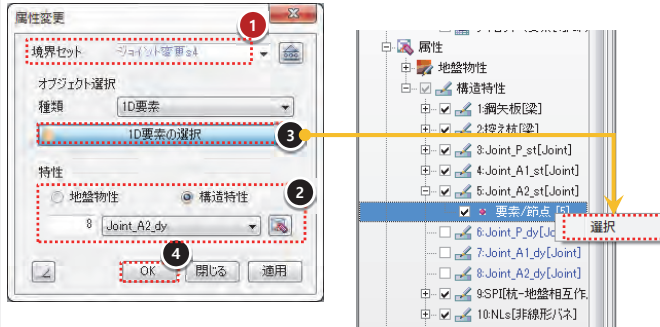 属性変更
1
境界セット ジョイント変更s4
オブジェクト選択
種類 1D要素
1D要素の選択
3
特性
地盤物性 構造特性
2
8 Joint_A2_dy
4
OK 閉じる 適用
属性
地盤物性
構造特性
1:鋼矢板[梁]
2:控え杭[梁]
3:Joint_P_st[Joint]
4:Joint_A1_st[Joint]
5:Joint_A2_st[Joint]
要素/節点 [5]
選択
6:Joint_P_dy[Jo
7:Joint_A1_dy[Joint]
8:Joint_A2_dy[Joint]
9:SPI[杭-地盤相互作.
10:NLs[非線形バネ]